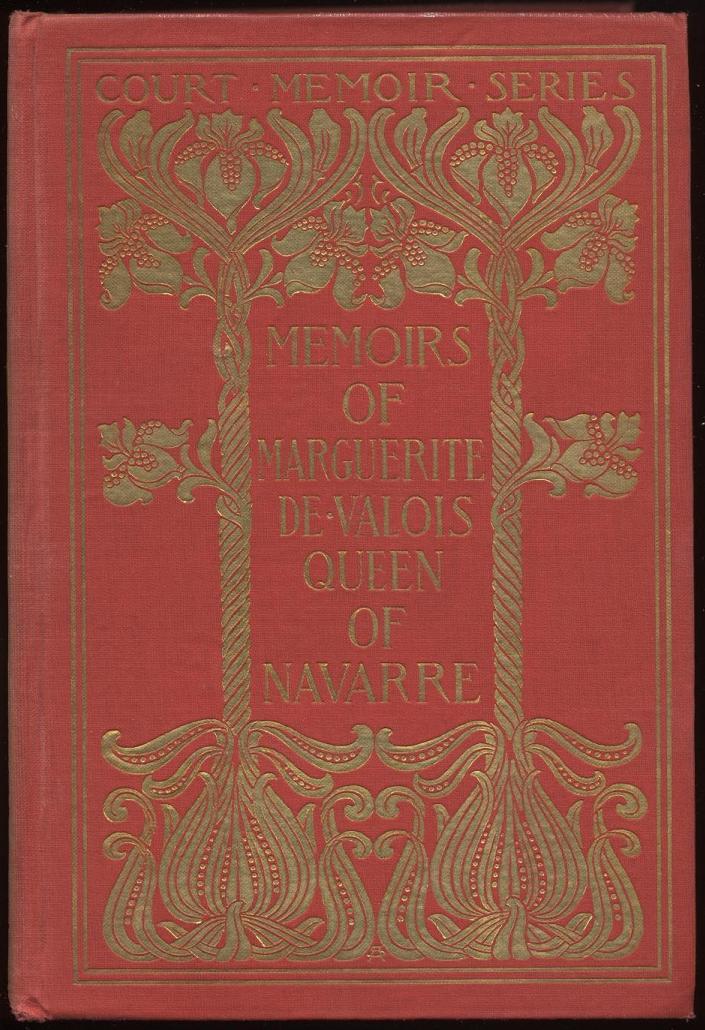 COURT · MEMOIR · SERIES
MEMOIRS
OF
MARGUERITE
DE·VALOIS
QUEEN
OF
NAVARRE